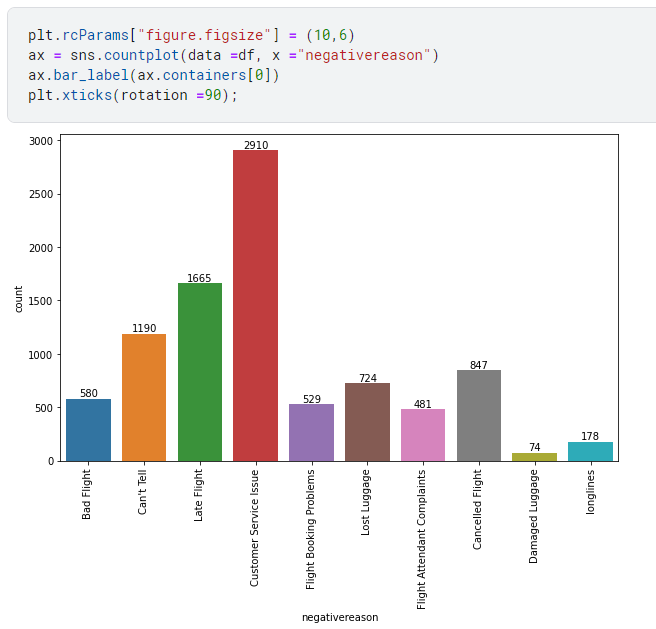 plt.rcParams["figure.figsize"] = (10,6)
ax = sns.countplot(data =df, x ="negativereason")
ax.bar_label(ax.containers[0])
plt.xticks(rotation =90);
3000
2500
2000
1500
1000
500
0
count
580
1190
1665
2910
529
724
481
847
74
178
Bad Flight
Can't Tell
Late Flight
Customer Service Issue
Flight Booking Problems
Lost Luggage
Flight Attendant Complaints
Cancelled Flight
Damaged Luggage
longlines
negativereason